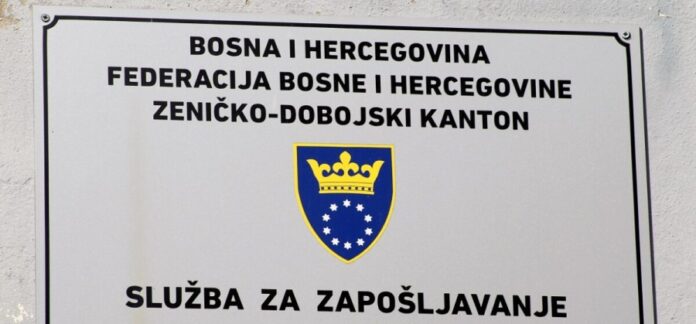 BOSNA I HERCEGOVINA
FEDERACIJA BOSNE I HERCEGOVINE
ZENIČKO-DOBOJSKI KANTON
SLUŽBA ZA ZAPOŠLJAVANJE